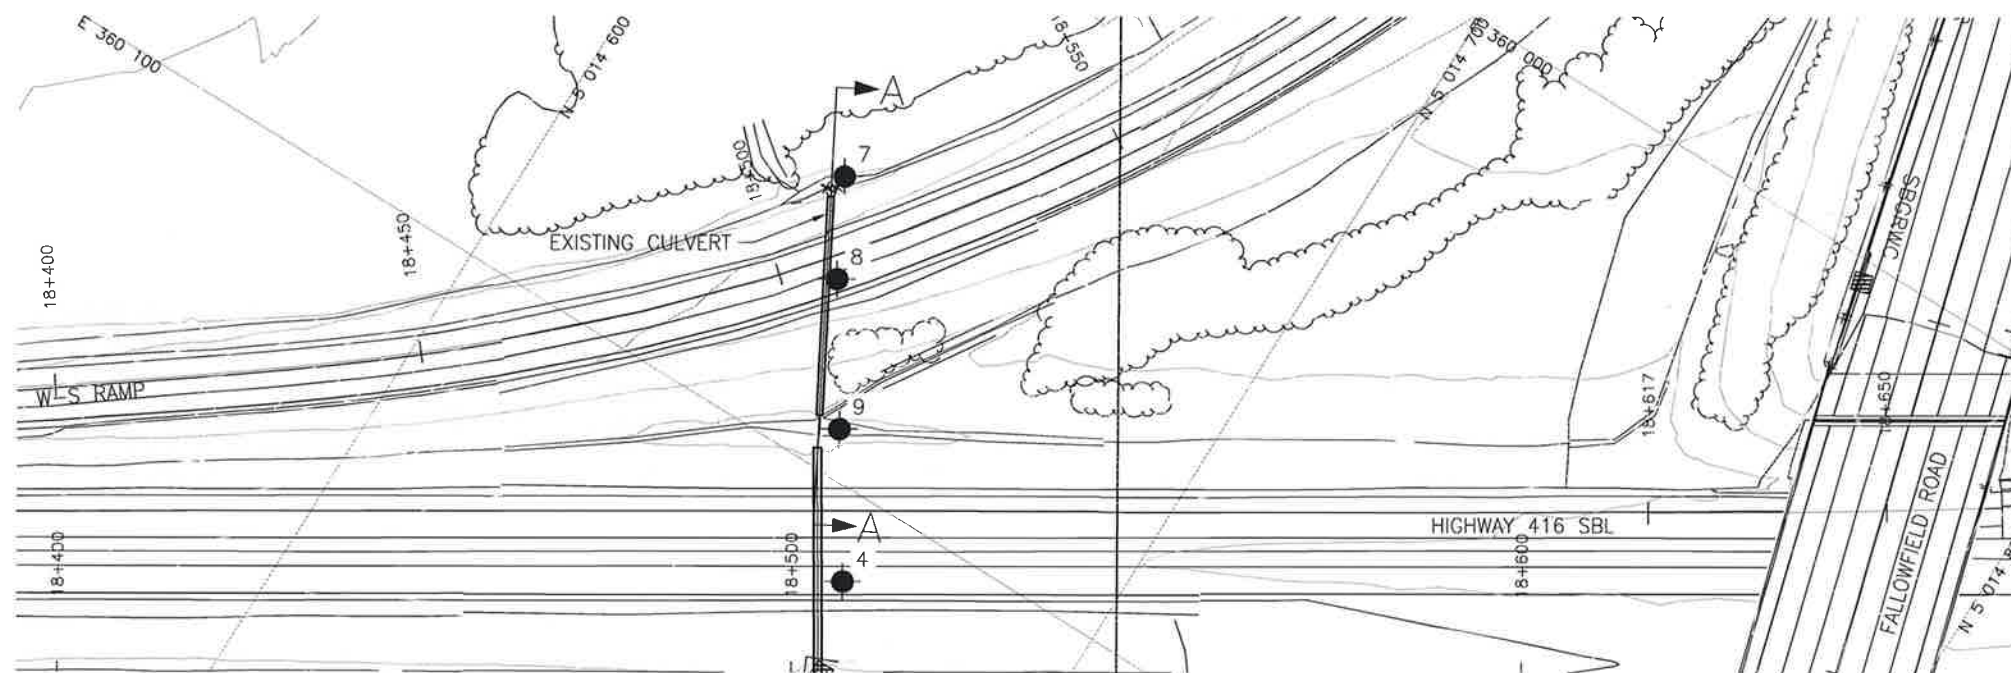 E 360 100
N 5 014 600
18+550
N 5 014 700
360 000
A
7
18+500
SBGRWC
EXISTING CULVERT
18+450
18+400
8
W-S RAMP
9
18+617
18+650
A
HIGHWAY 416 SBL
4
18+400
18+500
18+600
FALLOWFIELD ROAD
N 5 014